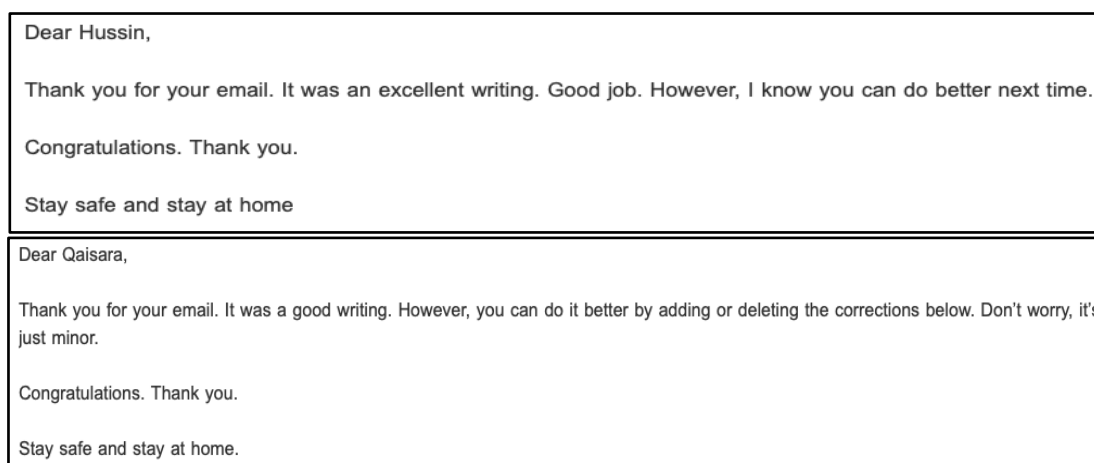 Dear Hussin,
Thank you for your email. It was an excellent writing. Good job. However, I know you can do better next time.
Congratulations. Thank you.
Stay safe and stay at home
Dear Qaisara,
Thank you for your email. It was a good writing. However, you can do it better by adding or deleting the corrections below. Don't worry, it's
just minor.
Congratulations. Thank you.
Stay safe and stay at home.